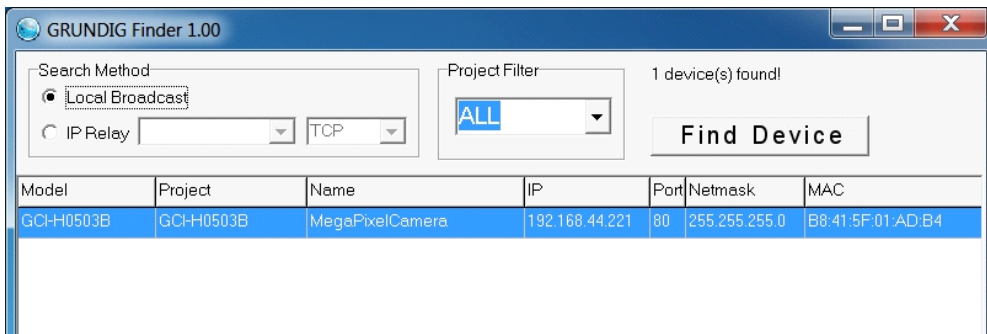 GRUNDIG Finder 1.00
Search Method
Local Broadcast
IP Relay TCP
Project Filter
ALL
1 device(s) found!
Find Device
Model Project Name IP Port Netmask MAC
GCI-H0503B GCI-H0503B MegaPixelCamera 192.168.44.221 80 255.255.255.0 B8:41:5F:01:AD:B4